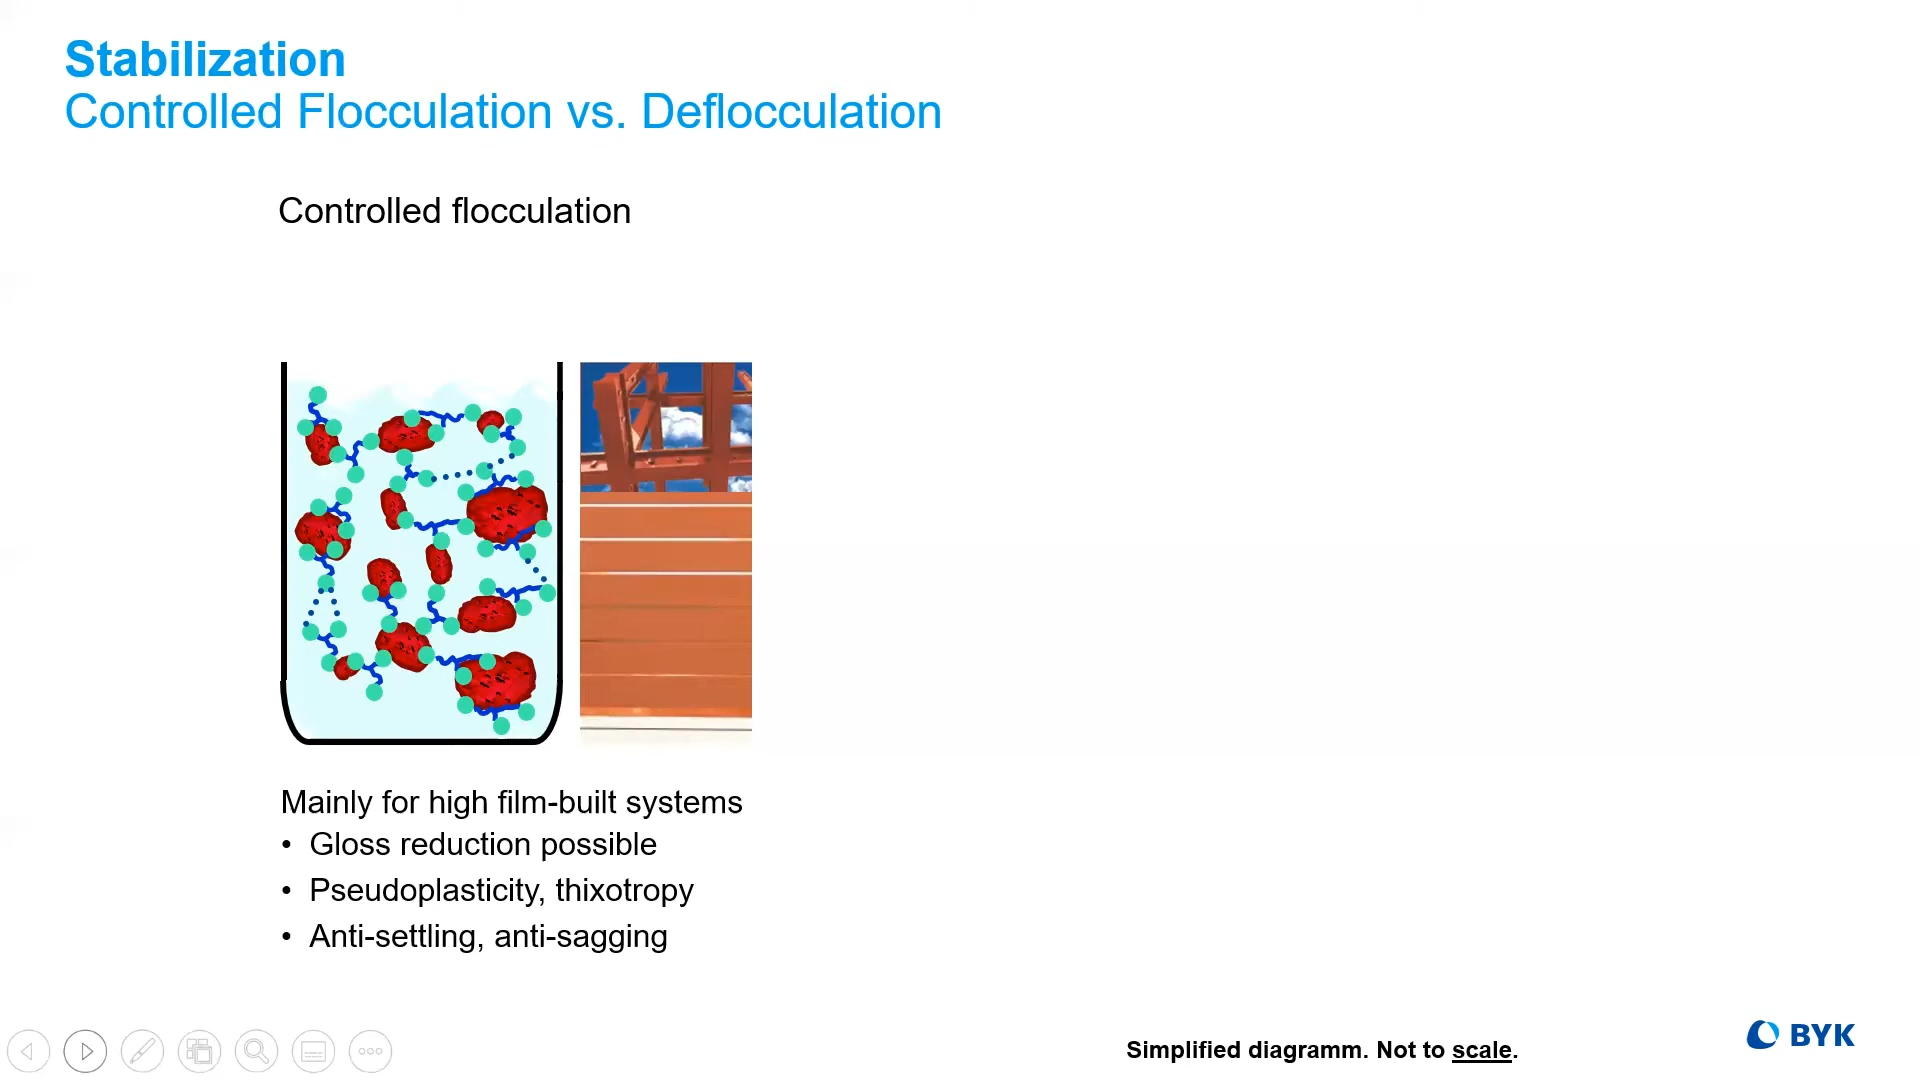 Stabilization
Controlled Flocculation vs. Deflocculation
Controlled flocculation
Mainly for high film-built systems
• Gloss reduction possible
• Pseudoplasticity, thixotropy
• Anti-settling, anti-sagging
Simplified diagramm. Not to scale.
BYK